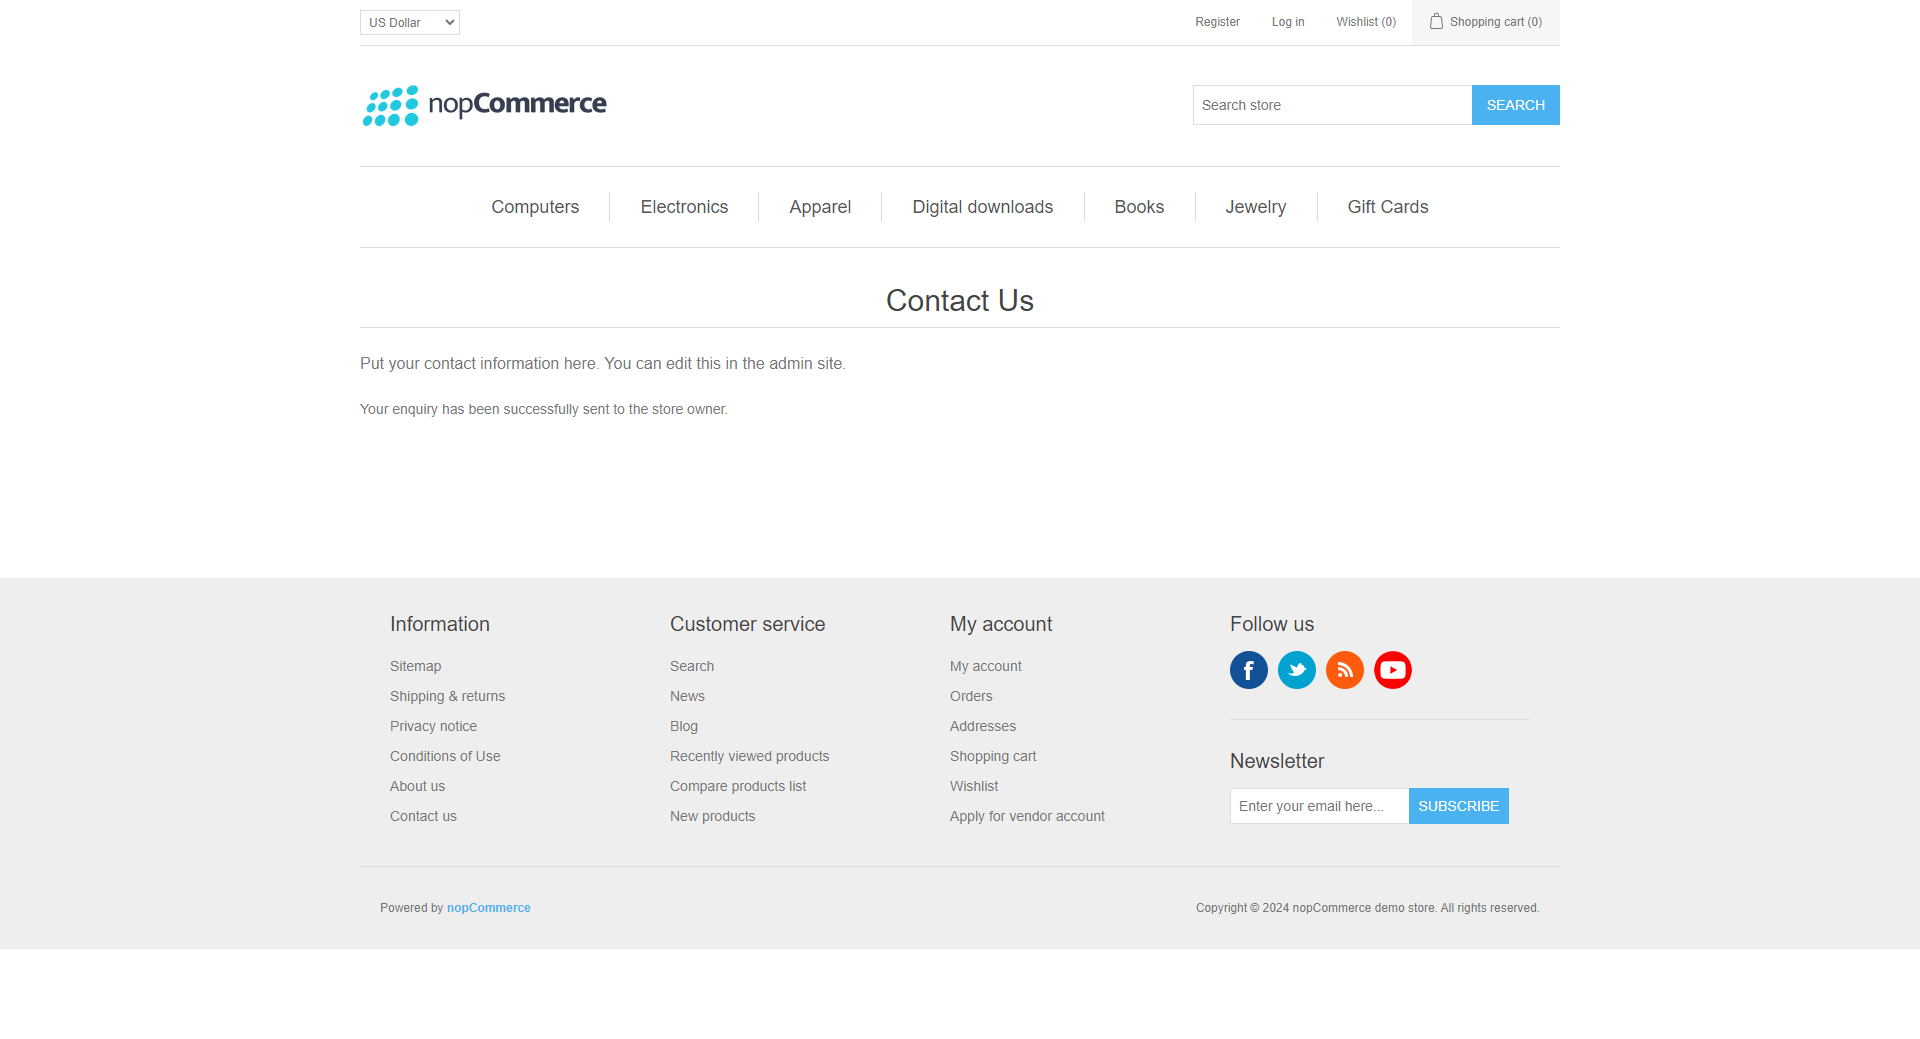 US Dollar
Register
Log in
Wishlist (0)
Shopping cart (0)
nopCommerce
Search store
SEARCH
Computers
Electronics
Apparel
Digital downloads
Books
Jewelry
Gift Cards
Contact Us
Put your contact information here. You can edit this in the admin site.
Your enquiry has been successfully sent to the store owner.
Information
Sitemap
Shipping & returns
Privacy notice
Conditions of Use
About us
Contact us
Customer service
Search
News
Blog
Recently viewed products
Compare products list
New products
My account
My account
Orders
Addresses
Shopping cart
Wishlist
Apply for vendor account
Follow us
Newsletter
Enter your email here...
SUBSCRIBE
Powered by nopCommerce
Copyright © 2024 nopCommerce demo store. All rights reserved.